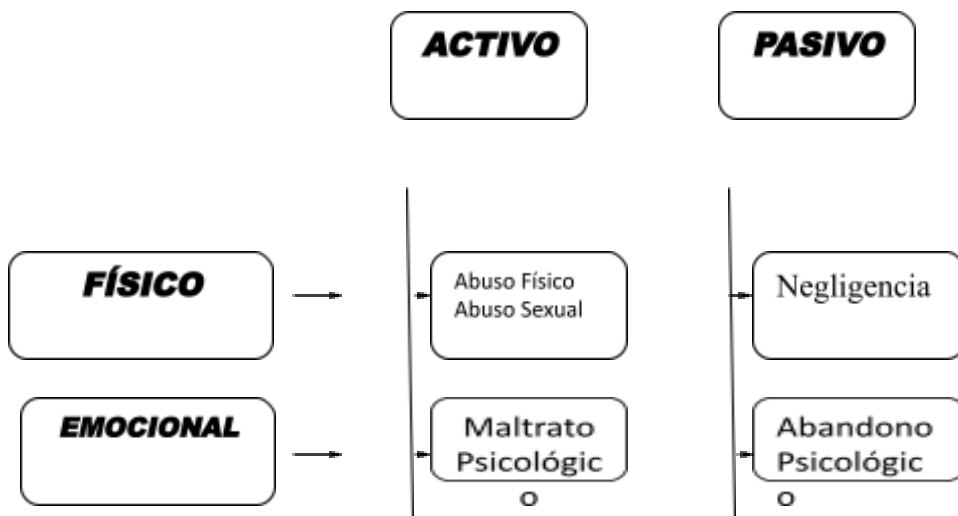 ACTIVO
PASIVO
FÍSICO
Abuso Físico
Abuso Sexual
Negligencia
EMOCIONAL
Maltrato
Psicológic
o
Abandono
Psicológic
o